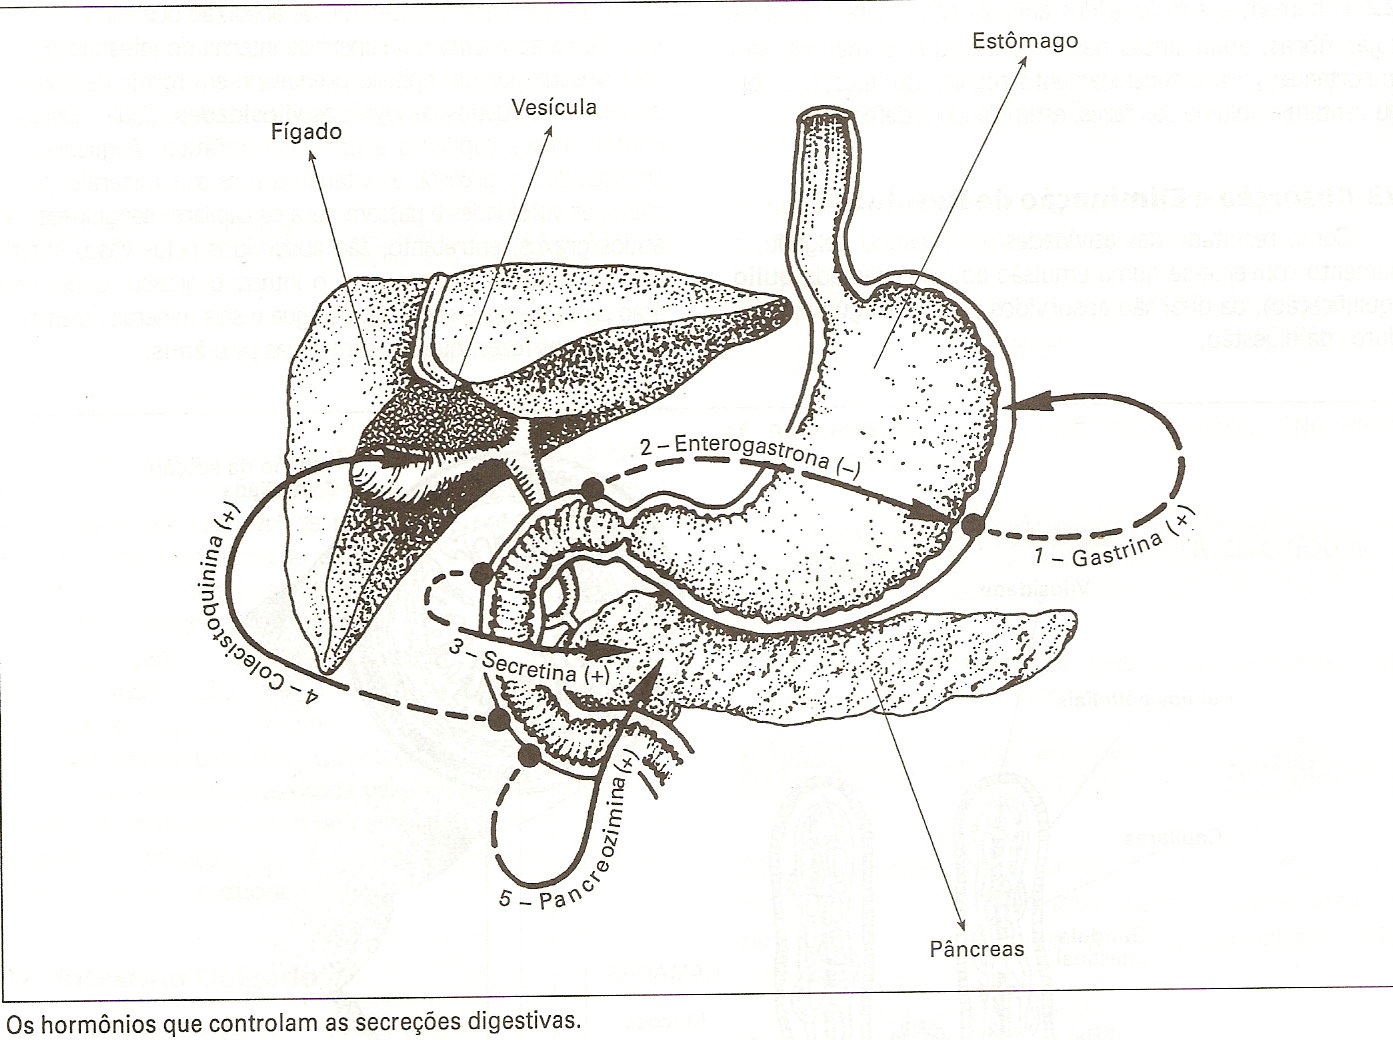 Estômago
Vesícula
Fígado
2 – Enterogastrona (–)
1 – Gastrina (+)
4 – Colecistoquinina (+)
3 – Secretina (+)
5 – Pancreozimina (+)
Pâncreas
Os hormônios que controlam as secreções digestivas.